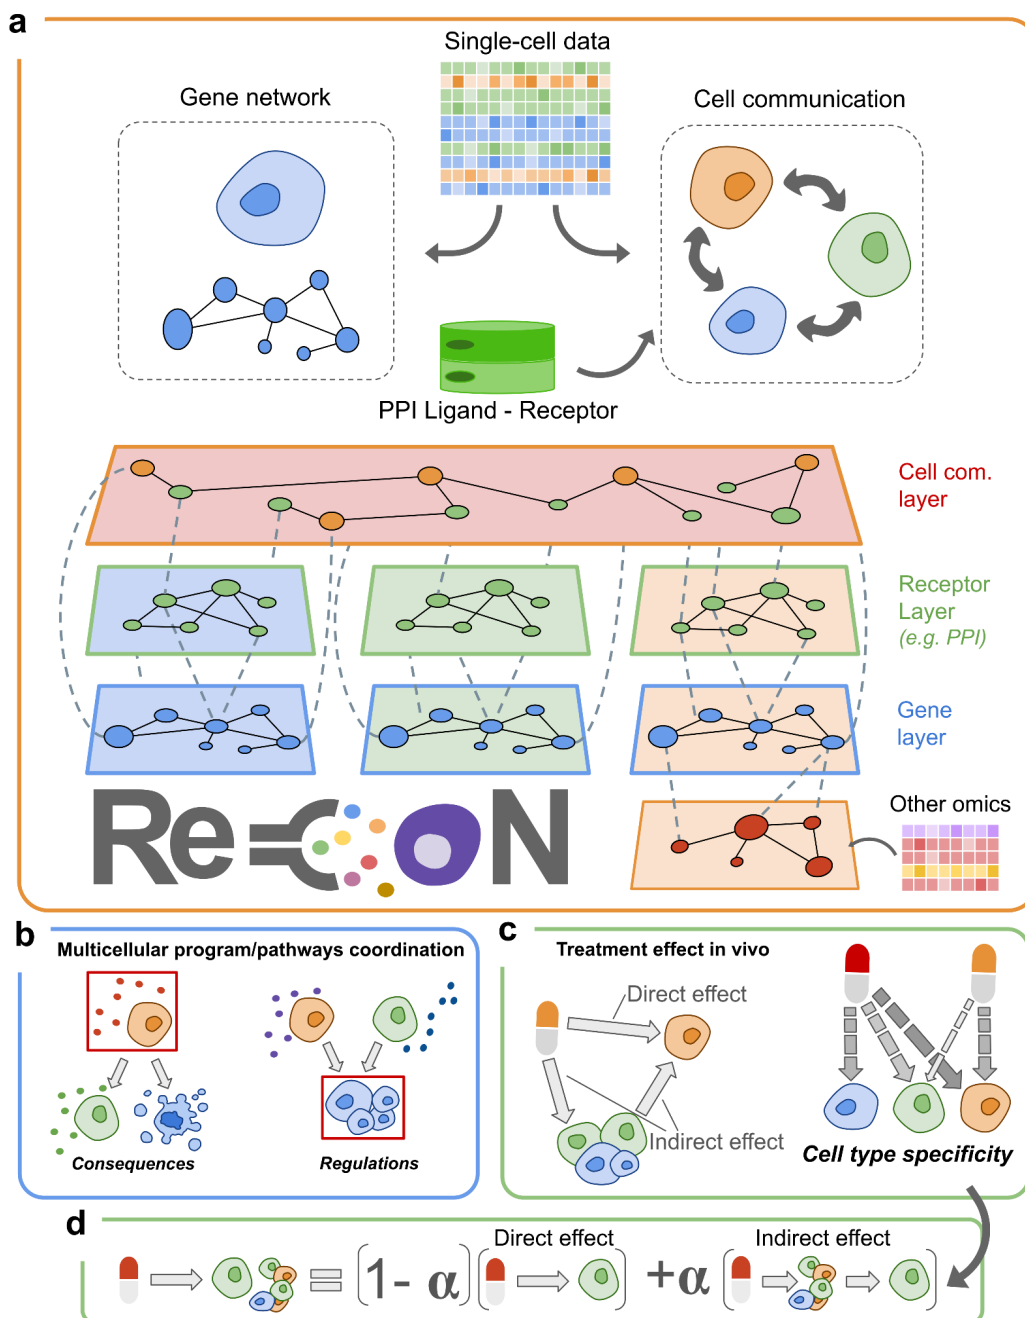 a
Single-cell data
Gene network
Cell communication
PPI Ligand - Receptor
Cell com.
layer
Receptor
Layer
(e.g. PPI)
Gene
layer
Other omics
Re N
b
Multicellular program/pathways coordination
Consequences
Regulations
c
Treatment effect in vivo
Direct effect
Indirect effect
Cell type specificity
d
Direct effect
Indirect effect
= (1- α) [ → ] +α [ → → ]